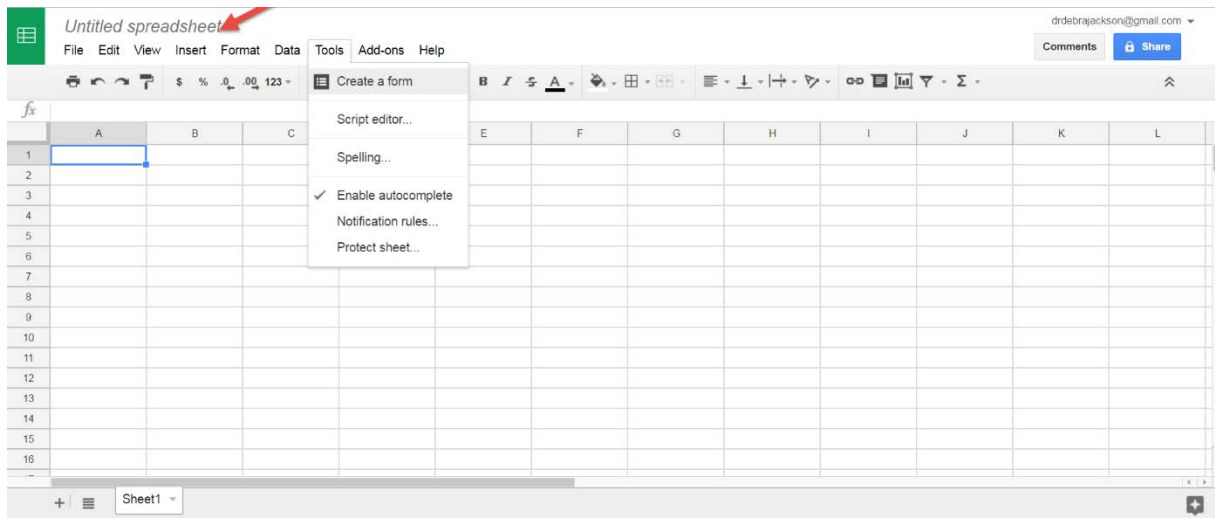 Untitled spreadsheet
drdebrajackson@gmail.com
File Edit View Insert Format Data Tools Add-ons Help
Comments Share
$ % .0 .00 123 Create a form B I S A Σ
fx
Script editor...
A B C E F G H I J K L
1
Spelling...
2
3 Enable autocomplete
4 Notification rules...
5 Protect sheet...
6
7
8
9
10
11
12
13
14
15
16
+ Sheet1